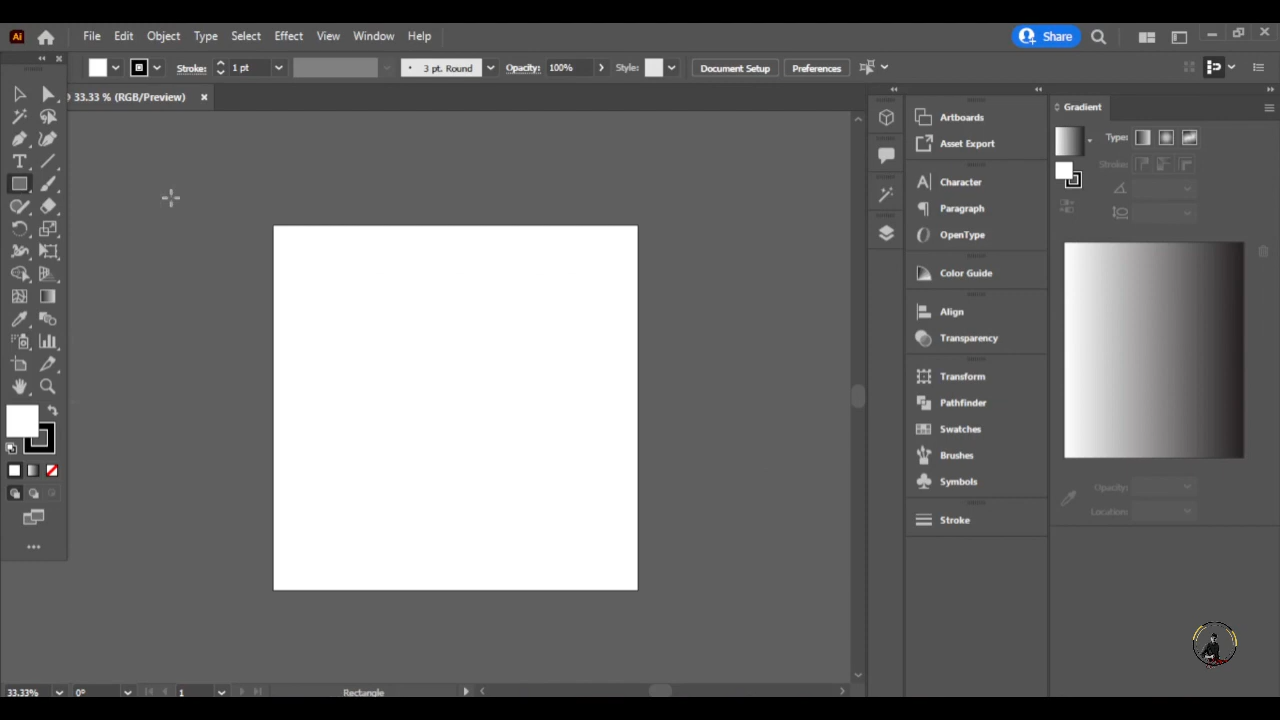 Ai File Edit Object Type Select Effect View Window Help Share
Stroke: 1 pt 3 pt. Round Opacity: 100% Style: Document Setup Preferences
33.33 % (RGB/Preview) ×
Gradient
Type:
Stroke:
Artboards
Asset Export
Character
Paragraph
OpenType
Color Guide
Align
Transparency
Transform
Pathfinder
Swatches
Brushes
Symbols
Stroke
Opacity:
Location:
33.33% 0° 1 Rectangle